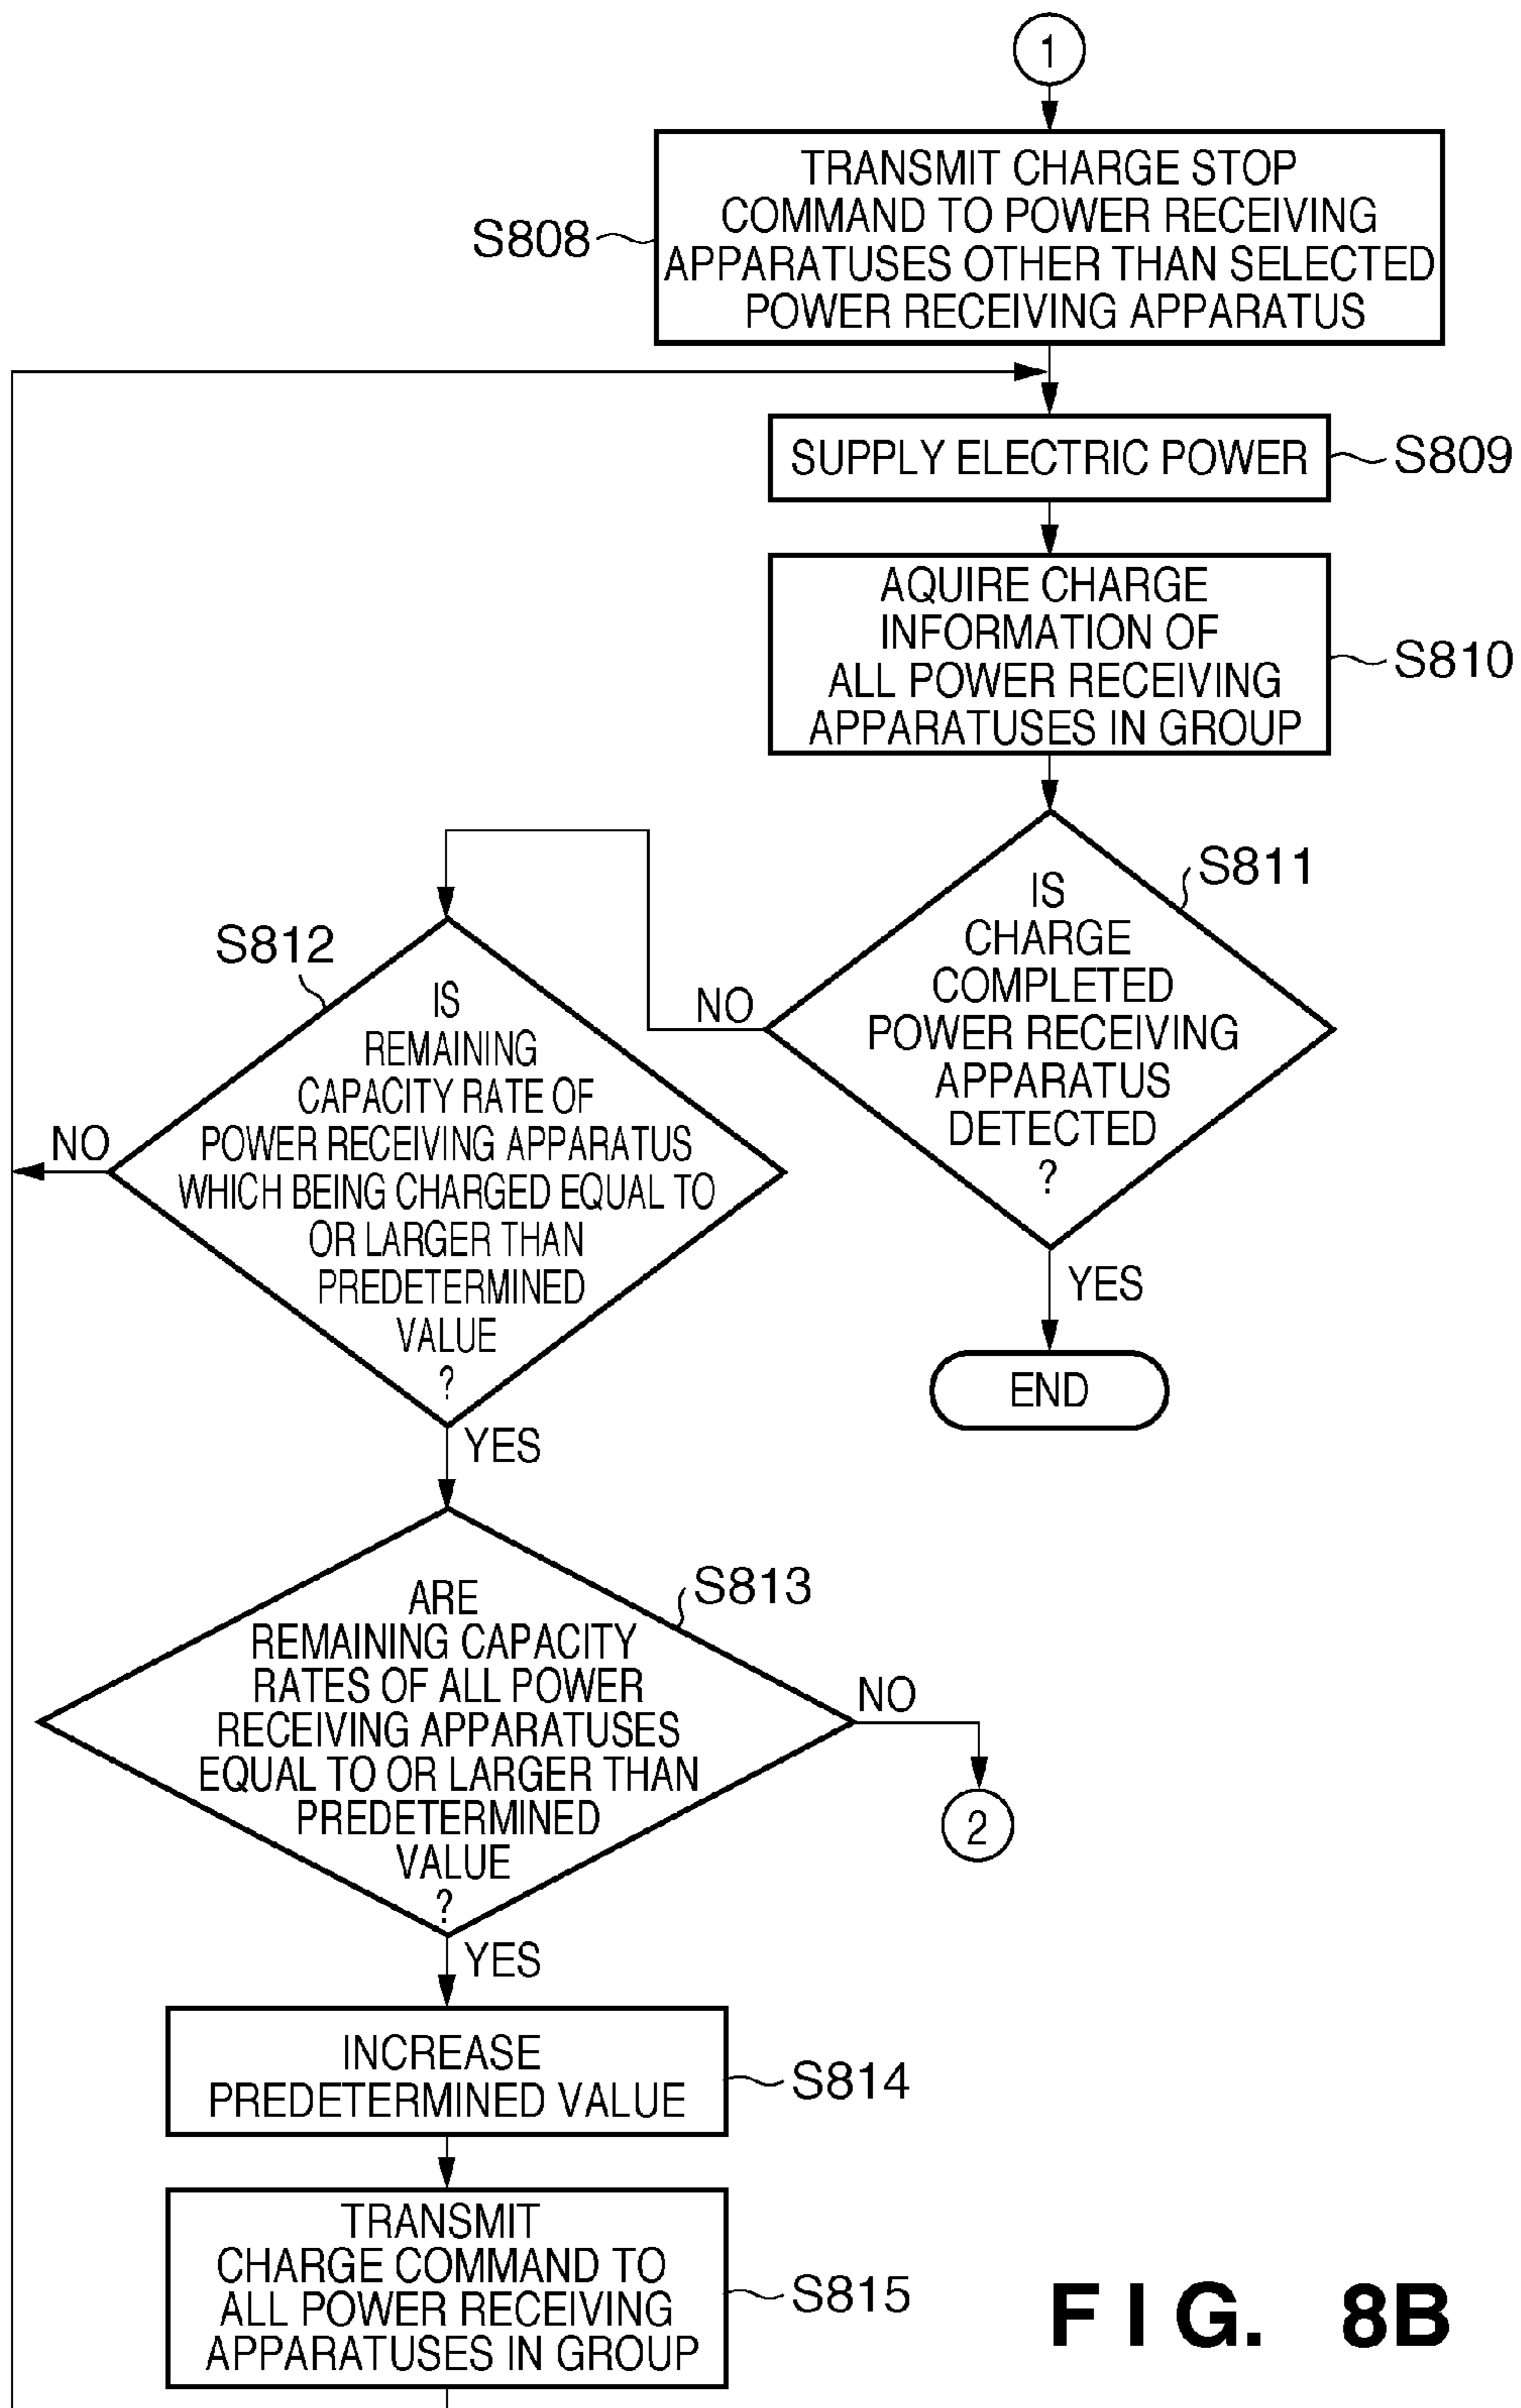 1
TRANSMIT CHARGE STOP
COMMAND TO POWER RECEIVING
APPARATUSES OTHER THAN SELECTED
POWER RECEIVING APPARATUS
S808
SUPPLY ELECTRIC POWER
S809
AQUIRE CHARGE
INFORMATION OF
ALL POWER RECEIVING
APPARATUSES IN GROUP
S810
S811
IS
CHARGE
COMPLETED
POWER RECEIVING
APPARATUS
DETECTED
?
NO
YES
END
S812
IS
REMAINING
CAPACITY RATE OF
POWER RECEIVING APPARATUS
WHICH BEING CHARGED EQUAL TO
OR LARGER THAN
PREDETERMINED
VALUE
?
NO
YES
S813
ARE
REMAINING CAPACITY
RATES OF ALL POWER
RECEIVING APPARATUSES
EQUAL TO OR LARGER THAN
PREDETERMINED
VALUE
?
NO
2
YES
INCREASE
PREDETERMINED VALUE
S814
TRANSMIT
CHARGE COMMAND TO
ALL POWER RECEIVING
APPARATUSES IN GROUP
S815
FIG. 8B